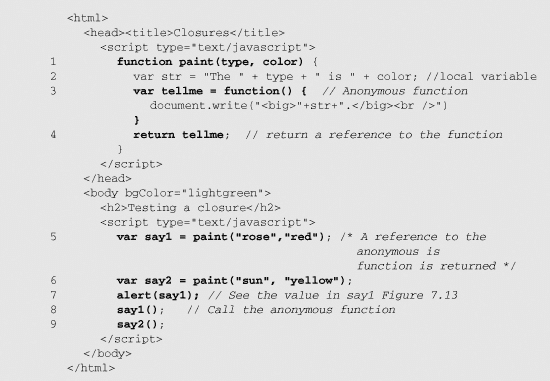 <html>
<head><title>Closures</title>
<script type="text/javascript">
1 function paint(type, color) {
2 var str = "The " + type + " is " + color; //local variable
3 var tellme = function() { // Anonymous function
document.write("<big>"+str+".</big><br />")
}
4 return tellme; // return a reference to the function
}
</script>
</head>
<body bgColor="lightgreen">
<h2>Testing a closure</h2>
<script type="text/javascript">
5 var say1 = paint("rose","red"); /* A reference to the
anonymous is
function is returned */
6 var say2 = paint("sun", "yellow");
7 alert(say1); // See the value in say1 Figure 7.13
8 say1(); // Call the anonymous function
9 say2();
</script>
</body>
</html>